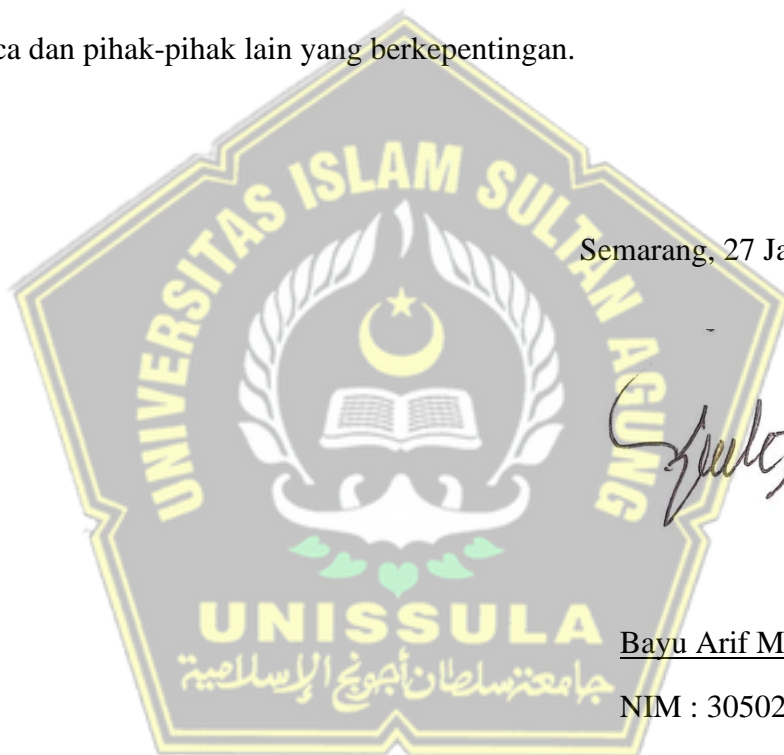 ca dan pihak-pihak lain yang berkepentingan.
UNIVERSITAS ISLAM SULTAN AGUNG
Semarang, 27 Ja
UNISSULA
Bayu Arif M
جامعة سلطان أجونج الإسلامية
NIM : 30502